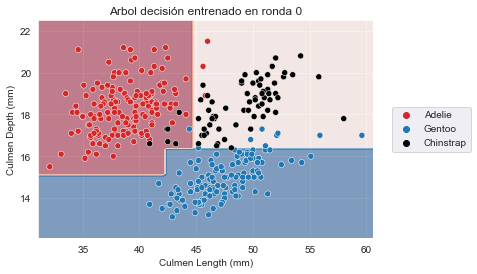 Arbol decisión entrenado en ronda 0
Culmen Depth (mm)
22
20
18
16
14
35
40
45
50
55
60
Culmen Length (mm)
Adelie
Gentoo
Chinstrap